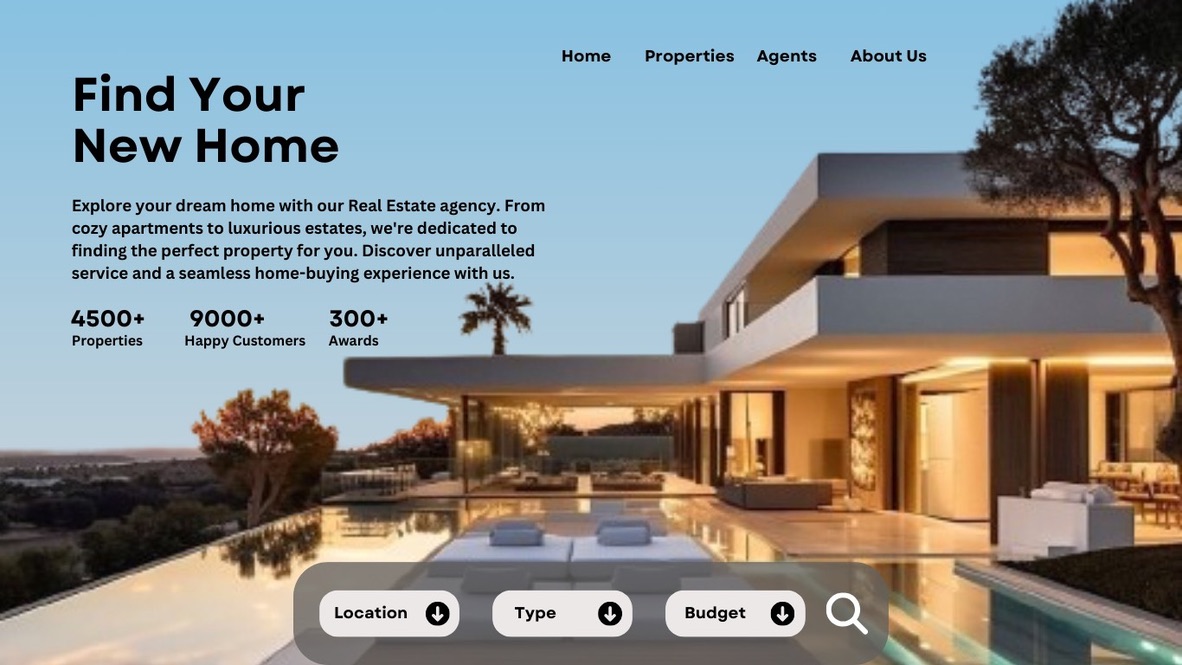 Home Properties Agents About Us
Find Your
New Home
Explore your dream home with our Real Estate agency. From
cozy apartments to luxurious estates, we're dedicated to
finding the perfect property for you. Discover unparalleled
service and a seamless home-buying experience with us.
4500+ 9000+ 300+
Properties Happy Customers Awards
Location Type Budget